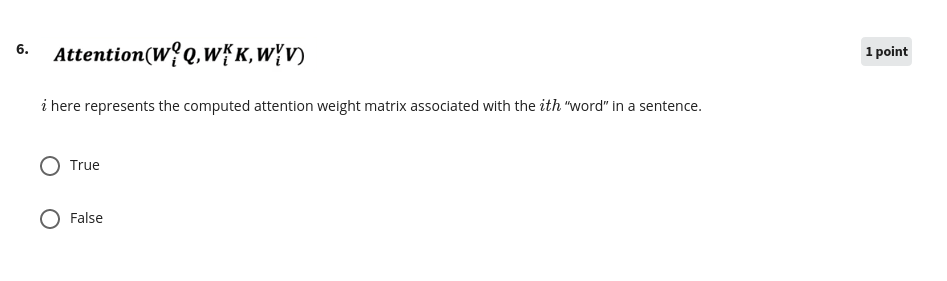 6. Attention(W_i^Q Q, W_i^K K, W_i^V V)
1 point
i here represents the computed attention weight matrix associated with the ith “word” in a sentence.
True
False